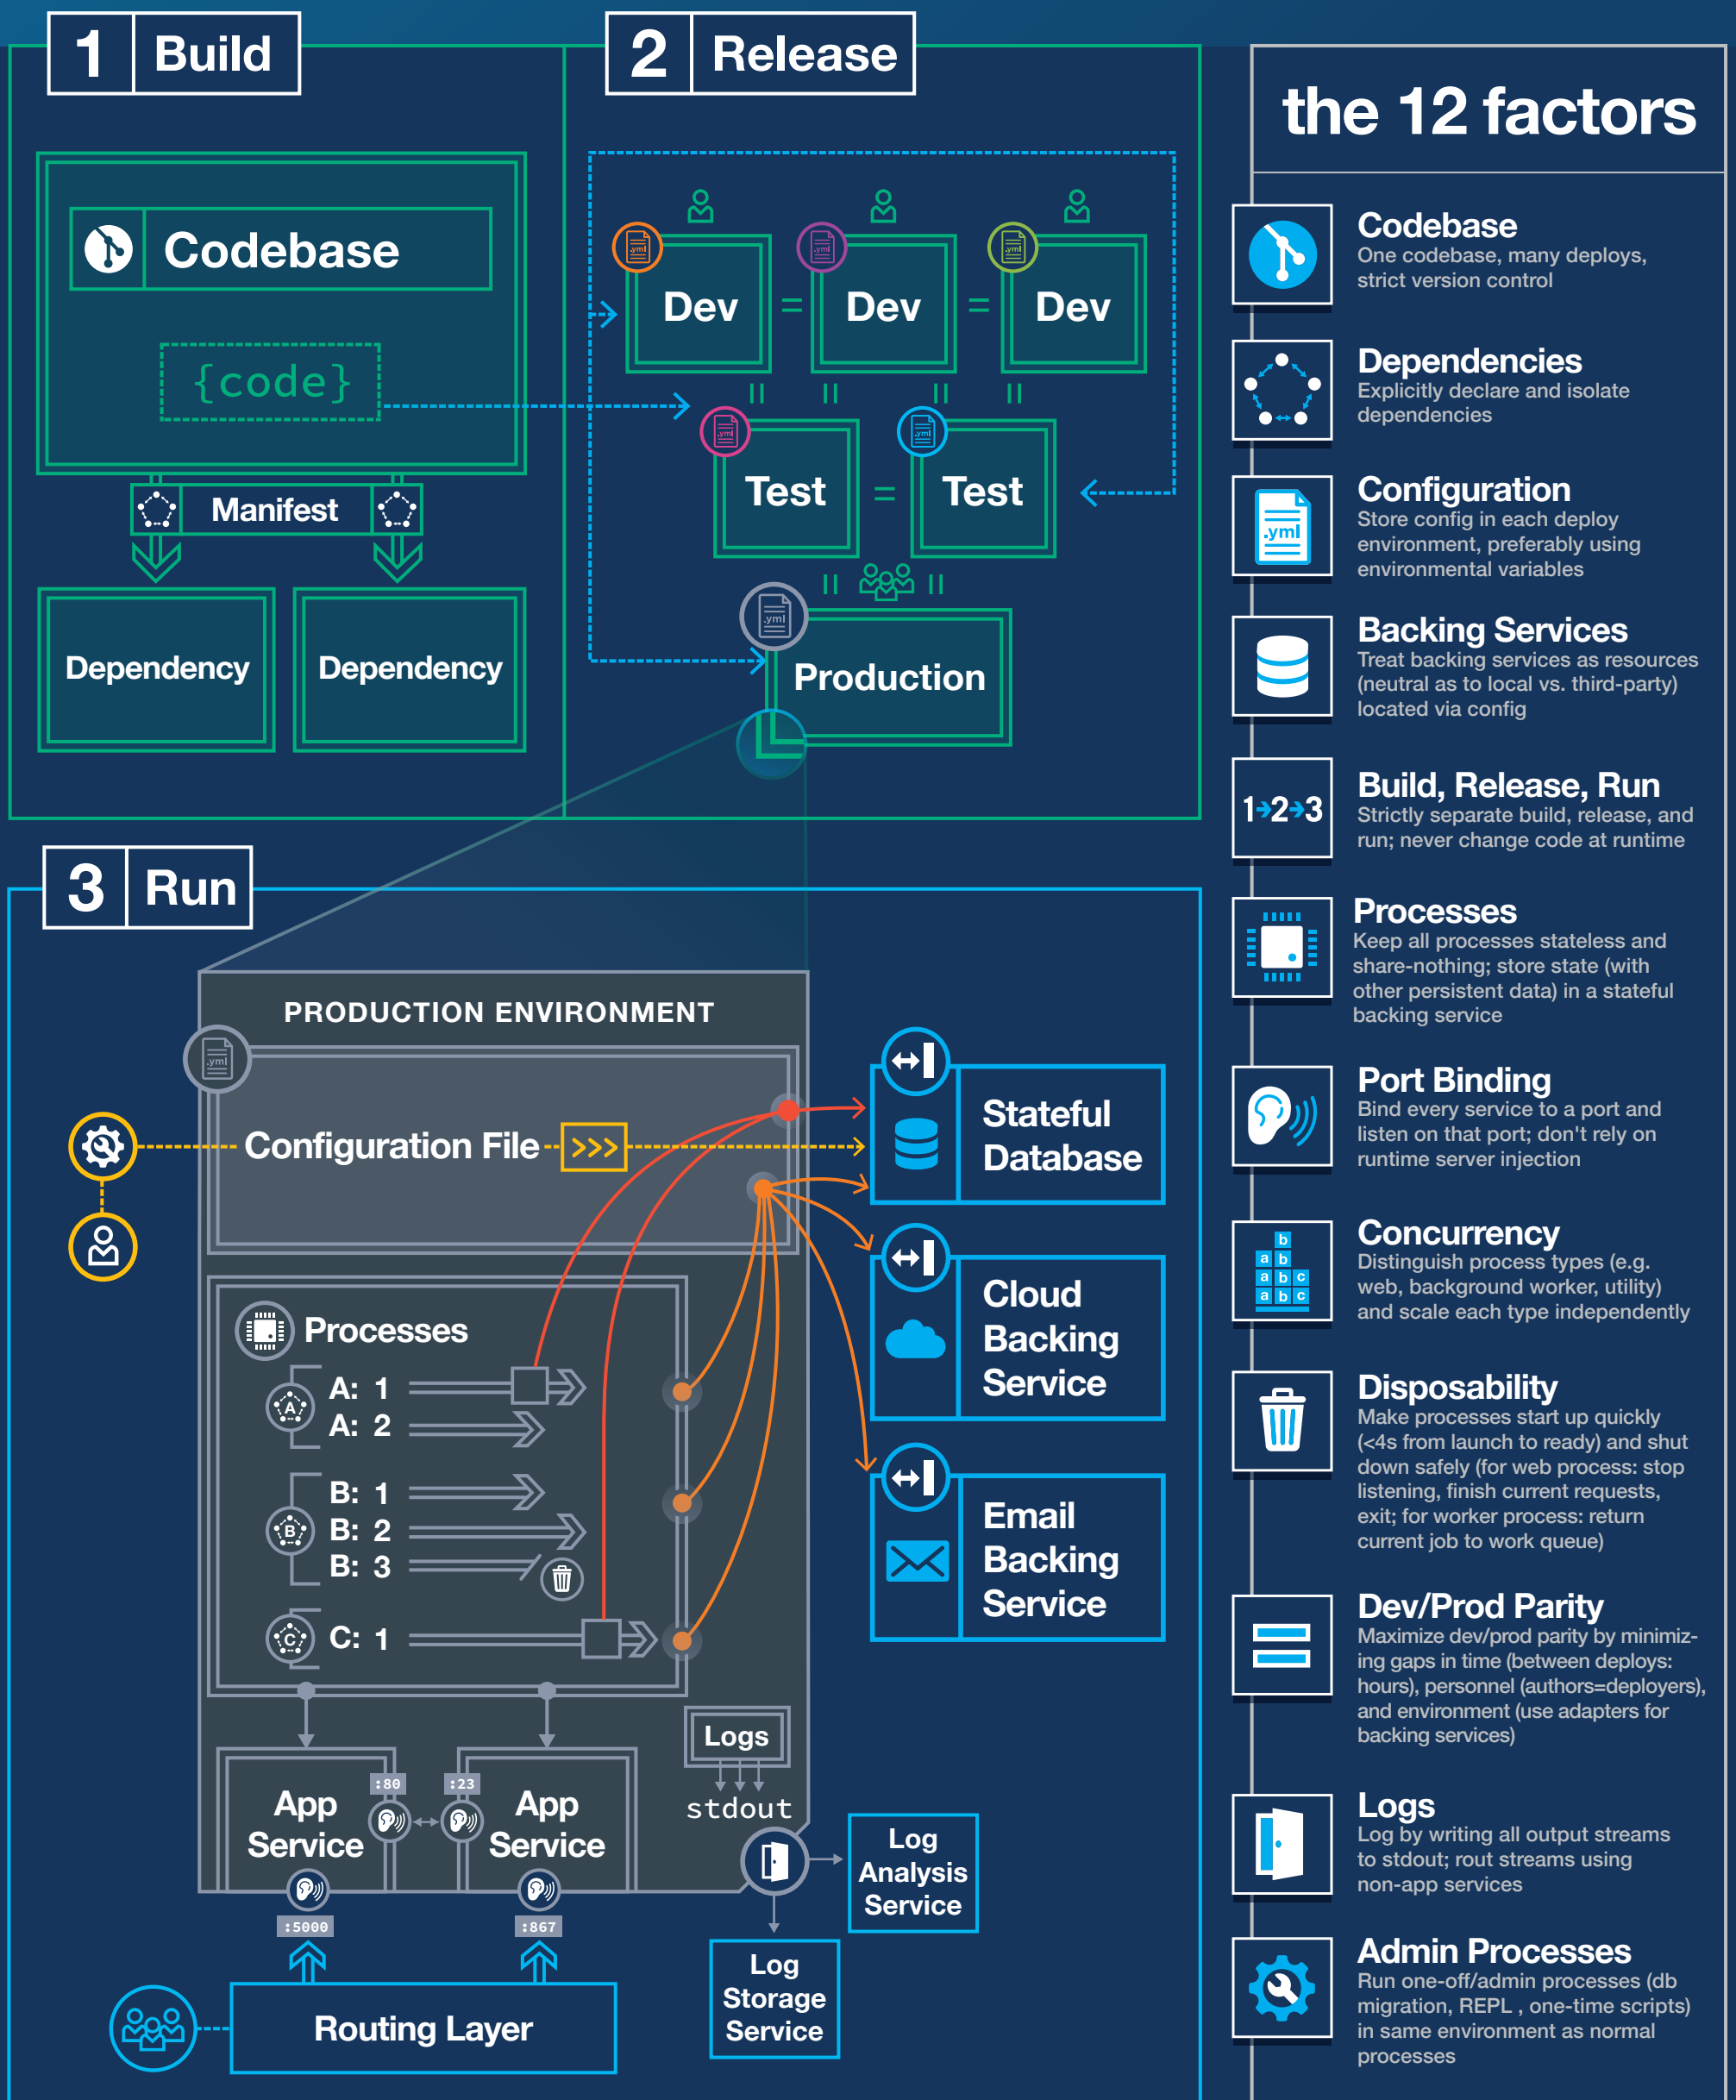 1 Build
2 Release
Codebase
{code}
Manifest
Dependency
Dependency
.yml
.yml
.yml
Dev = Dev = Dev
.yml
.yml
Test = Test
.yml
Production
3 Run
PRODUCTION ENVIRONMENT
.yml
Configuration File >>>
Processes
A
A: 1
A: 2
B
B: 1
B: 2
B: 3
C
C: 1
Stateful
Database
Cloud
Backing
Service
Email
Backing
Service
Logs
stdout
App
Service
:80
:23
App
Service
:5000
:867
Routing Layer
Log
Analysis
Service
Log
Storage
Service
the 12 factors
Codebase
One codebase, many deploys,
strict version control
Dependencies
Explicitly declare and isolate
dependencies
.yml
Configuration
Store config in each deploy
environment, preferably using
environmental variables
Backing Services
Treat backing services as resources
(neutral as to local vs. third-party)
located via config
1→2→3
Build, Release, Run
Strictly separate build, release, and
run; never change code at runtime
Processes
Keep all processes stateless and
share-nothing; store state (with
other persistent data) in a stateful
backing service
Port Binding
Bind every service to a port and
listen on that port; don't rely on
runtime server injection
b
a b
a b c
a b c
Concurrency
Distinguish process types (e.g.
web, background worker, utility)
and scale each type independently
Disposability
Make processes start up quickly
(<4s from launch to ready) and shut
down safely (for web process: stop
listening, finish current requests,
exit; for worker process: return
current job to work queue)
Dev/Prod Parity
Maximize dev/prod parity by minimiz-
ing gaps in time (between deploys:
hours), personnel (authors=deployers),
and environment (use adapters for
backing services)
Logs
Log by writing all output streams
to stdout; rout streams using
non-app services
Admin Processes
Run one-off/admin processes (db
migration, REPL , one-time scripts)
in same environment as normal
processes